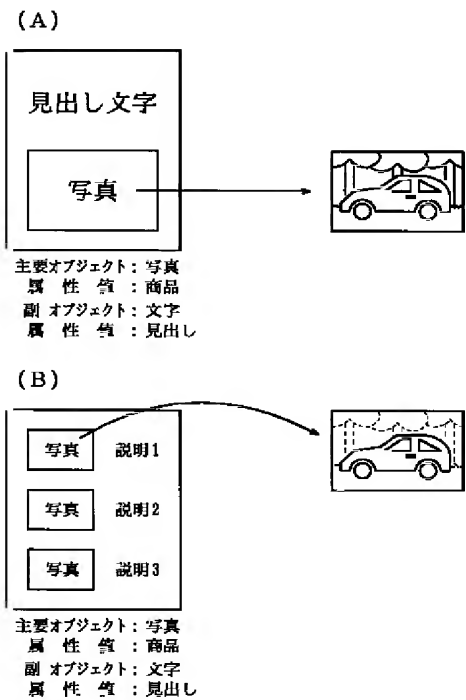 (A)
見出し文字
写真
主要オブジェクト：写真
属性値：商品
副オブジェクト：文字
属性値：見出し
(B)
写真 説明1
写真 説明2
写真 説明3
主要オブジェクト：写真
属性値：商品
副オブジェクト：文字
属性値：見出し